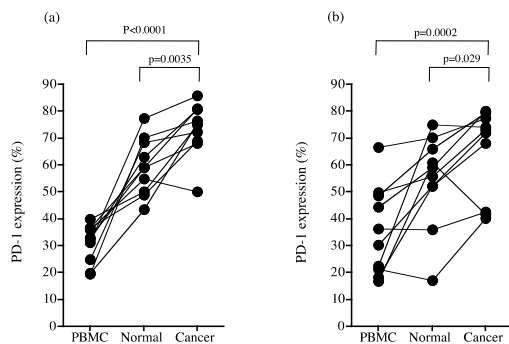 (a)
P<0.0001
p=0.0035
90
80
70
60
50
40
30
20
10
0
PD-1 expression (%)
PBMC Normal Cancer
(b)
p=0.0002
p=0.029
90
80
70
60
50
40
30
20
10
0
PD-1 expression (%)
PBMC Normal Cancer